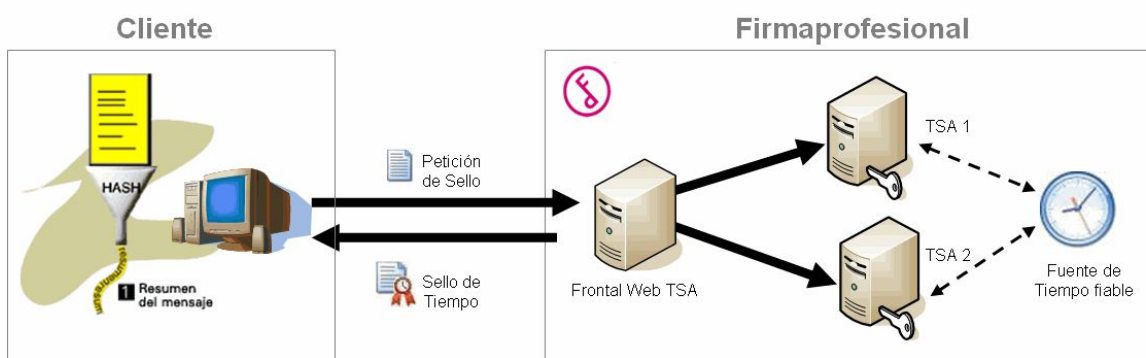 Cliente
Firmaprofesional
HASH
1 Resumen
del mensaje
Petición
de Sello
Sello de
Tiempo
Frontal Web TSA
TSA 1
TSA 2
Fuente de
Tiempo fiable